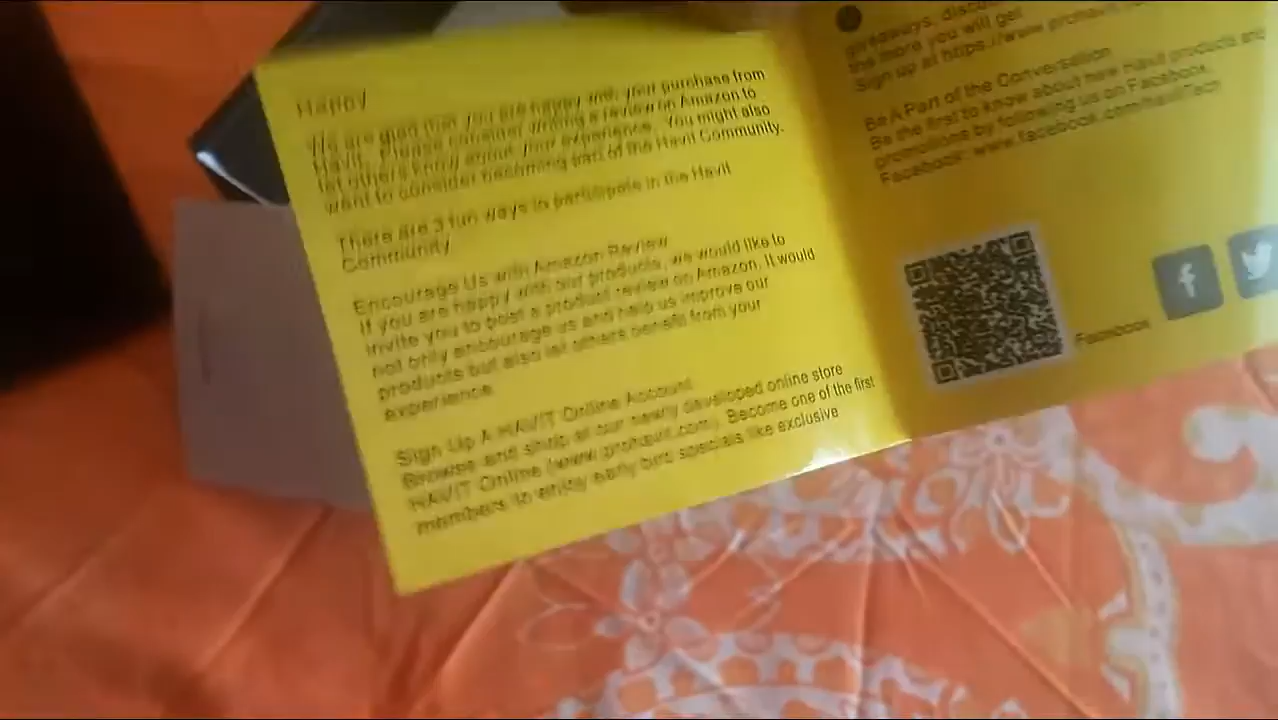 Happy
We are glad that you are happy with your purchase from
Havit. Please consider writing a review on Amazon to
let others know about your experience. You might also
want to consider becoming part of the Havit Community.
There are 3 fun ways to participate in the Havit
Community
Encourage Us with Amazon Review
If you are happy with our products, we would like to
invite you to post a product review on Amazon. It would
not only encourage us and help us improve our
products but also let others benefit from your
experience.
Sign Up A HAVIT Online Account
Browse and shop at our newly developed online store
HAVIT Online (www.prohavit.com). Become one of the first
members to enjoy early bird specials like exclusive
giveaways,
the more you will get
Sign up at https://www.prohavit
Be A Part of the Conversation
Be the first to know about new Havit products and
promotions by following us on Facebook.
Facebook: www.facebook.com/havitTech
Facebook